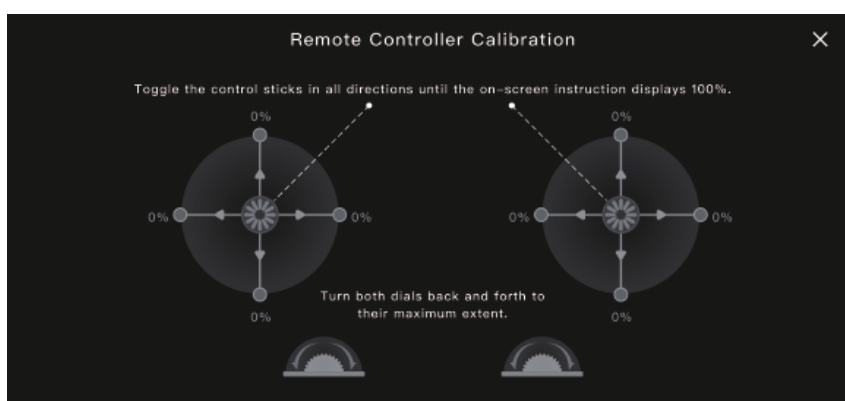 Remote Controller Calibration
Toggle the control sticks in all directions until the on-screen instruction displays 100%.
0%
0%
0%
0%
0%
0%
Turn both dials back and forth to
their maximum extent.
0%
0%